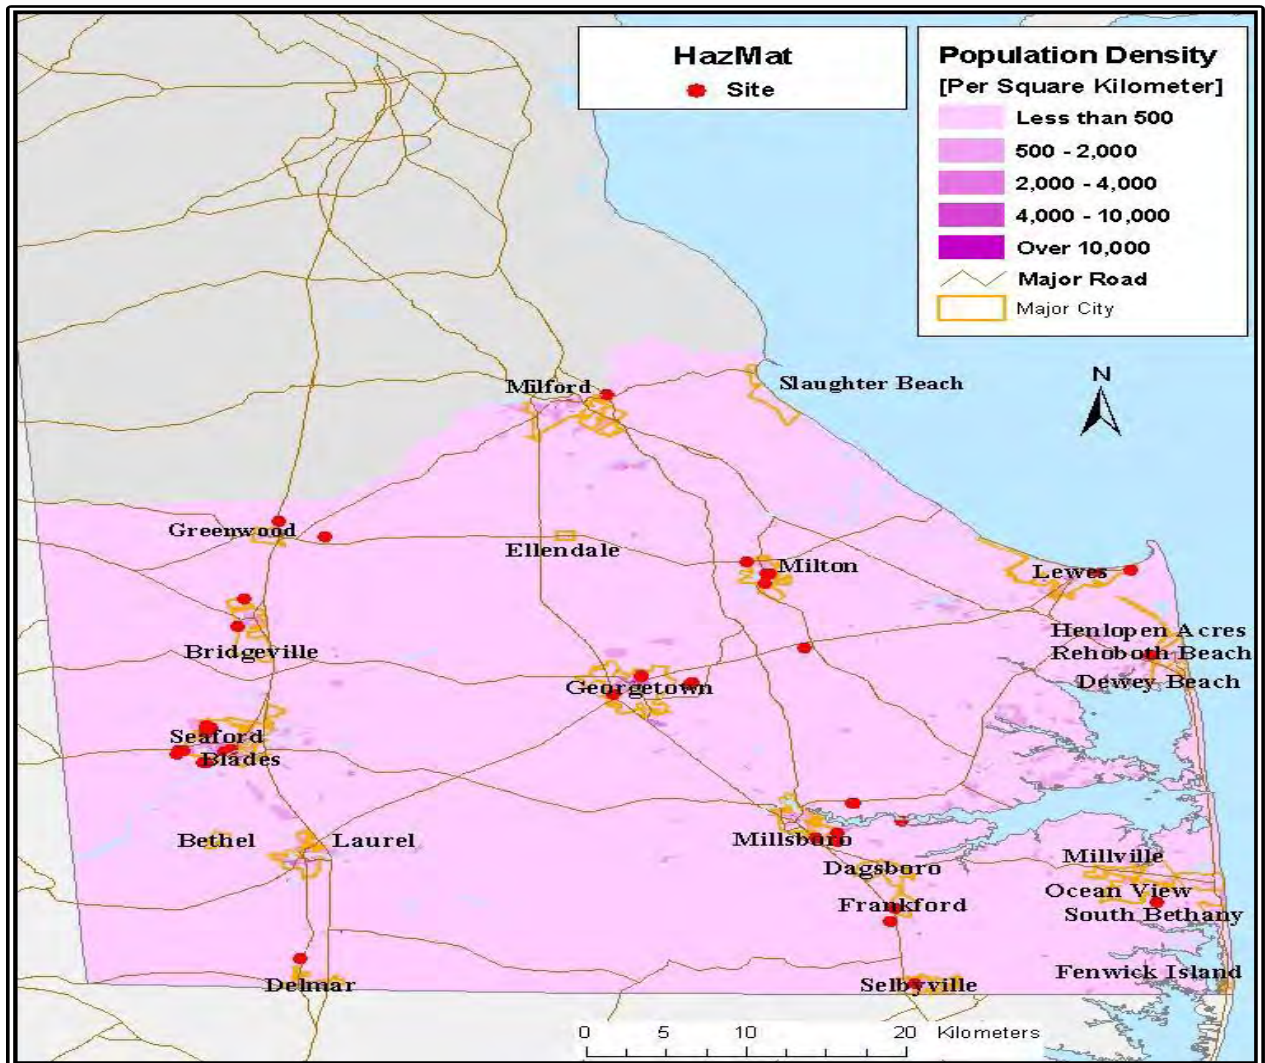 HazMat
Site
Population Density
[Per Square Kilometer]
Less than 500
500 - 2,000
2,000 - 4,000
4,000 - 10,000
Over 10,000
Major Road
Major City
N
Milford
Slaughter Beach
Greenwood
Ellendale
Milton
Lewes
Henlopen Acres
Bridgeville
Rehoboth Beach
Georgetown
Dewey Beach
Seaford
Blades
Bethel
Laurel
Millsboro
Dagsboro
Millville
Ocean View
Frankford
South Bethany
Delmar
Selbyville
Fenwick Island
0 5 10 20 Kilometers